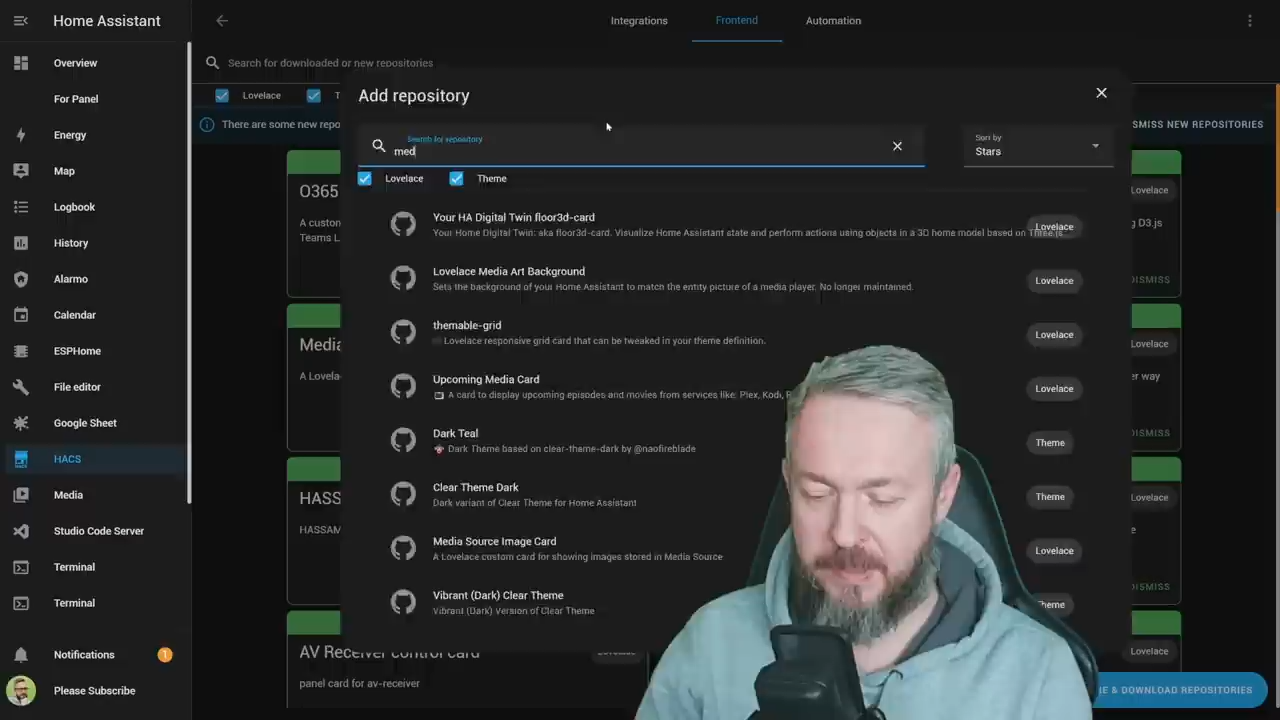 Home Assistant
Overview
For Panel
Energy
Map
Logbook
History
Alarmo
Calendar
ESPHome
File editor
Google Sheet
HACS
Media
Studio Code Server
Terminal
Terminal
Notifications
1
Please Subscribe
Integrations
Frontend
Automation
Search for downloaded or new repositories
Lovelace
There are some new repo
SMISS NEW REPOSITORIES
O365
A custom
Teams L
Lovelace
g D3.js
DISMISS
Media
A Lovela
Lovelace
er way
DISMISS
HASS
HASSAM
Lovelace
DISMISS
AV Receiver control card
panel card for av-receiver
Lovelace
E & DOWNLOAD REPOSITORIES
Add repository
Search for repository
med
Sort by
Stars
Lovelace
Theme
Your HA Digital Twin floor3d-card
Your Home Digital Twin: aka floor3d-card. Visualize Home Assistant state and perform actions using objects in a 3D home model based on Three.js
Lovelace
Lovelace Media Art Background
Sets the background of your Home Assistant to match the entity picture of a media player. No longer maintained.
Lovelace
themable-grid
Lovelace responsive grid card that can be tweaked in your theme definition.
Lovelace
Upcoming Media Card
A card to display upcoming episodes and movies from services like: Plex, Kodi,
Lovelace
Dark Teal
Dark Theme based on clear-theme-dark by @naofireblade
Theme
Clear Theme Dark
Dark variant of Clear Theme for Home Assistant
Theme
Media Source Image Card
A Lovelace custom card for showing images stored in Media Source
Lovelace
Vibrant (Dark) Clear Theme
Vibrant (Dark) Version of Clear Theme
heme